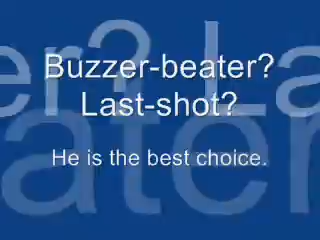 Buzzer-beater?
Last-shot?
He is the best choice.